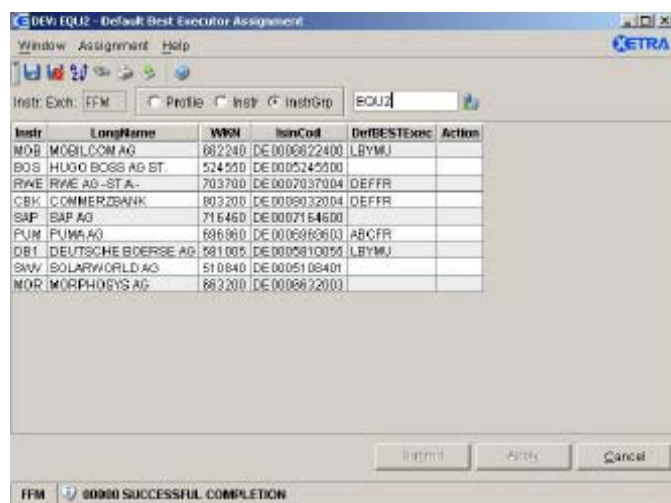 DEV: EQU2 - Default Best Executor Assignment
Window Assignment Help
XETRA
Instr: Exch: FFM Profile Instr InstrGrp EQU2
Instr LongName WKN IsinCod DefBESTExec Action
MOB MOBILCOM AG 662240 DE0006622400 LBYMU
BOS HUGO BOSS AG ST. 524550 DE0005245500
RWE RWE AG -ST A.- 703700 DE0007037004 DEFFR
CBK COMMERZBANK 803200 DE0008032004 DEFFR
SAP SAP AG 716460 DE0007164600
PUM PUMA AG 696960 DE0006969603 ABCFR
DB1 DEUTSCHE BOERSE AG 581005 DE0005810055 LBYMU
SWV SOLARWORLD AG 510840 DE0005108401
MOR MORPHOSYS AG 663200 DE0006632003
Submit Apply Cancel
FFM 00000 SUCCESSFUL COMPLETION